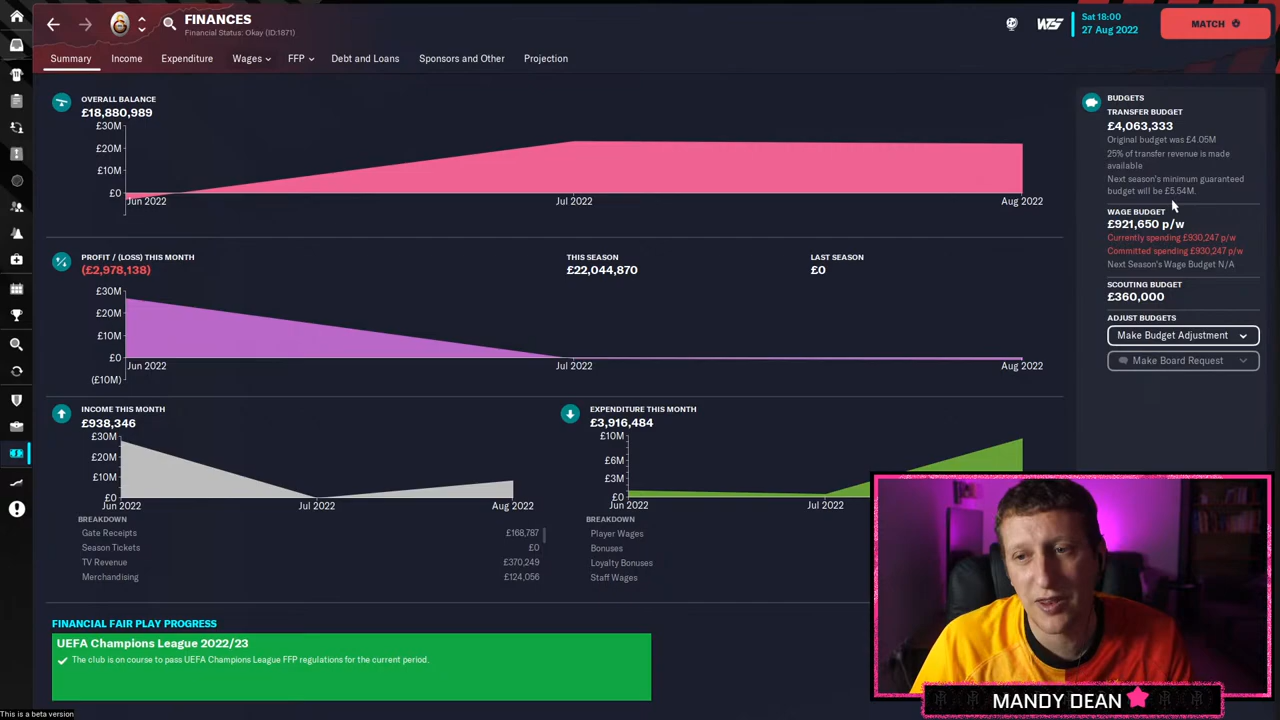 FINANCES
Financial Status: Okay (ID:1871)
Sat 18:00
27 Aug 2022
MATCH
Summary
Income
Expenditure
Wages
FFP
Debt and Loans
Sponsors and Other
Projection
OVERALL BALANCE
£18,880,989
£30M
£20M
£10M
£0
Jun 2022
Jul 2022
Aug 2022
PROFIT / (LOSS) THIS MONTH
(£2,978,138)
THIS SEASON
£22,044,870
LAST SEASON
£0
£30M
£20M
£10M
£0
(£10M)
Jun 2022
Jul 2022
Aug 2022
INCOME THIS MONTH
£938,346
£30M
£20M
£10M
£0
Jun 2022
Jul 2022
Aug 2022
BREAKDOWN
Gate Receipts £168,787
Season Tickets £0
TV Revenue £370,249
Merchandising £124,056
EXPENDITURE THIS MONTH
£3,916,484
£10M
£6M
£3M
£0
Jun 2022
Jul 2022
BREAKDOWN
Player Wages
Bonuses
Loyalty Bonuses
Staff Wages
FINANCIAL FAIR PLAY PROGRESS
UEFA Champions League 2022/23
The club is on course to pass UEFA Champions League FFP regulations for the current period.
BUDGETS
TRANSFER BUDGET
£4,063,333
Original budget was £4.05M
25% of transfer revenue is made
available
Next season's minimum guaranteed
budget will be £5.54M.
WAGE BUDGET
£921,650 p/w
Currently spending £930,247 p/w
Committed spending £930,247 p/w
Next Season's Wage Budget N/A
SCOUTING BUDGET
£360,000
ADJUST BUDGETS
Make Budget Adjustment
Make Board Request
MANDY DEAN
This is a beta version